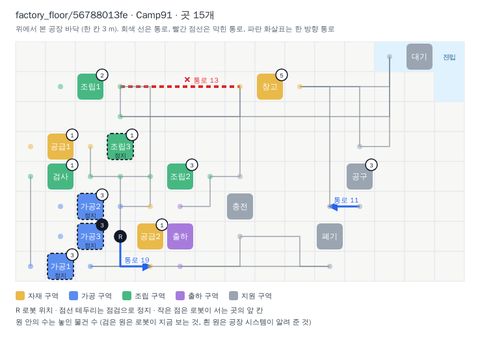 factory_floor/56788013fe · Camp91 · 곳 15개
위에서 본 공장 바닥 (한 칸 3 m). 회색 선은 통로, 빨간 점선은 막힌 통로, 파란 화살표는 한 방향 통로
대기
진입
조립1
2
✖ 통로 13
창고
5
공급1
1
조립3
1
정지
검사
1
조립2
3
공구
3
가공2
3
정지
충전
통로 11
가공3
3
정지
R
공급2
1
출하
폐기
가공1
3
정지
통로 19
자재 구역
가공 구역
조립 구역
출하 구역
지원 구역
R 로봇 위치 · 점선 테두리는 점검으로 정지 · 작은 점은 로봇이 서는 곳의 앞 칸
원 안의 수는 놓인 물건 수 (검은 원은 로봇이 지금 보는 것, 흰 원은 공장 시스템이 알려 준 것)